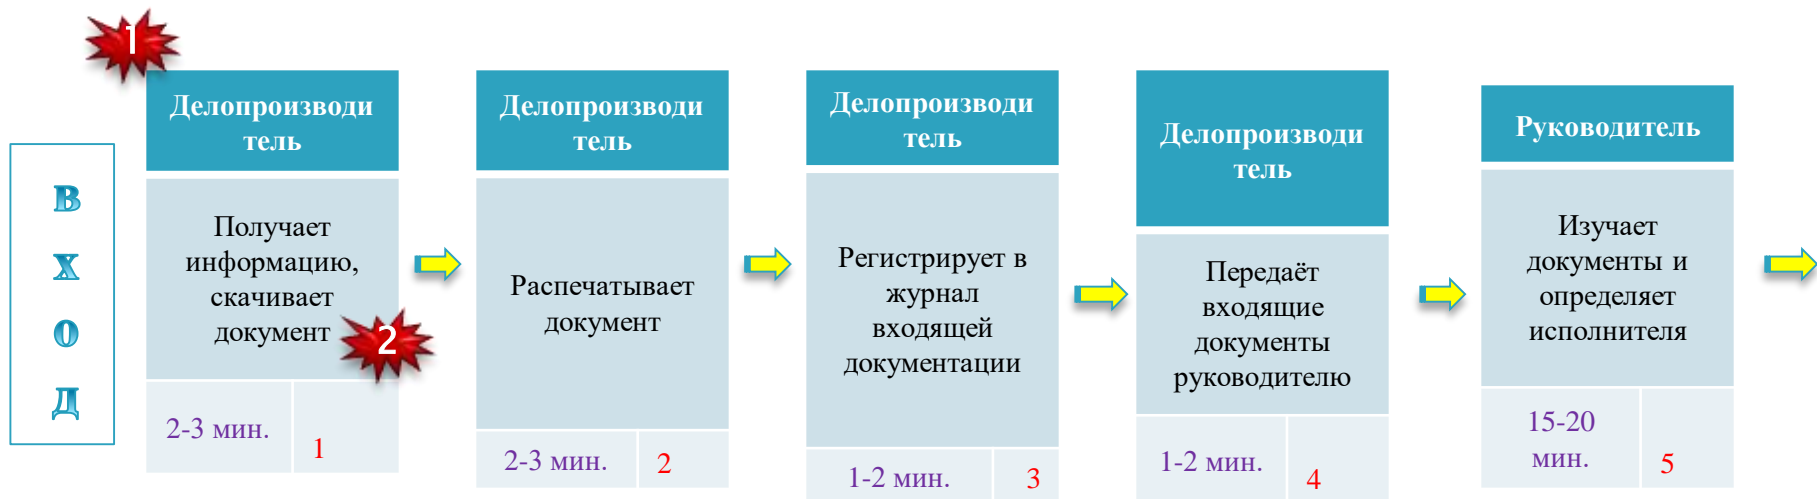 1
В
Х
О
Д
Делопроизводи
тель
Получает
информацию,
скачивает
документ
2
2-3 мин.
1
Делопроизводи
тель
Распечатывает
документ
2-3 мин.
2
Делопроизводи
тель
Регистрирует в
журнал
входящей
документации
1-2 мин.
3
Делопроизводи
тель
Передаёт
входящие
документы
руководителю
1-2 мин.
4
Руководитель
Изучает
документы и
определяет
исполнителя
15-20
мин.
5